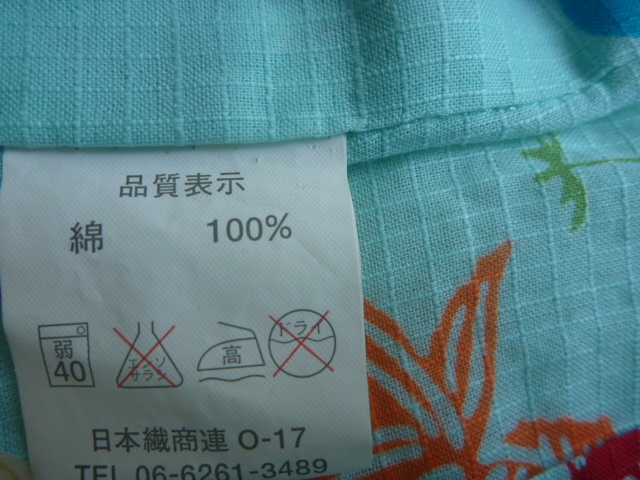 品質表示
綿 100%
弱
40
エンソ
サラシ
高
ドライ
日本繊商連 O-17
TEL 06-6261-3489